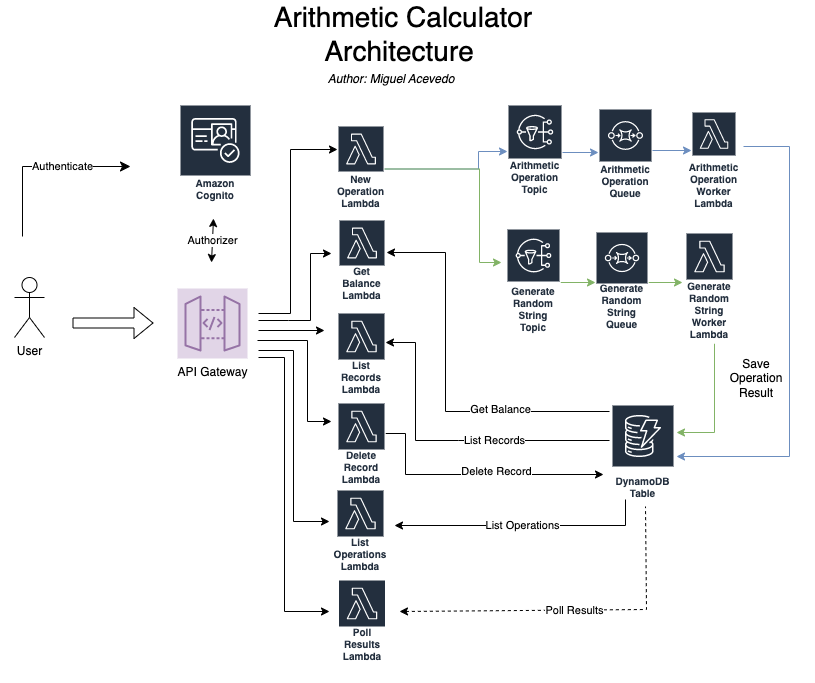 Arithmetic Calculator
Architecture
Author: Miguel Acevedo
Authenticate
Amazon
Cognito
Authorizer
User
API Gateway
New
Operation
Lambda
Arithmetic
Operation
Topic
Arithmetic
Operation
Queue
Arithmetic
Operation
Worker
Lambda
Get
Balance
Lambda
Generate
Random
String
Topic
Generate
Random
String
Queue
Generate
Random
String
Worker
Lambda
List
Records
Lambda
Save
Operation
Result
Get Balance
List Records
Delete Record
Delete
Record
Lambda
DynamoDB
Table
List Operations
List
Operations
Lambda
Poll Results
Poll
Results
Lambda